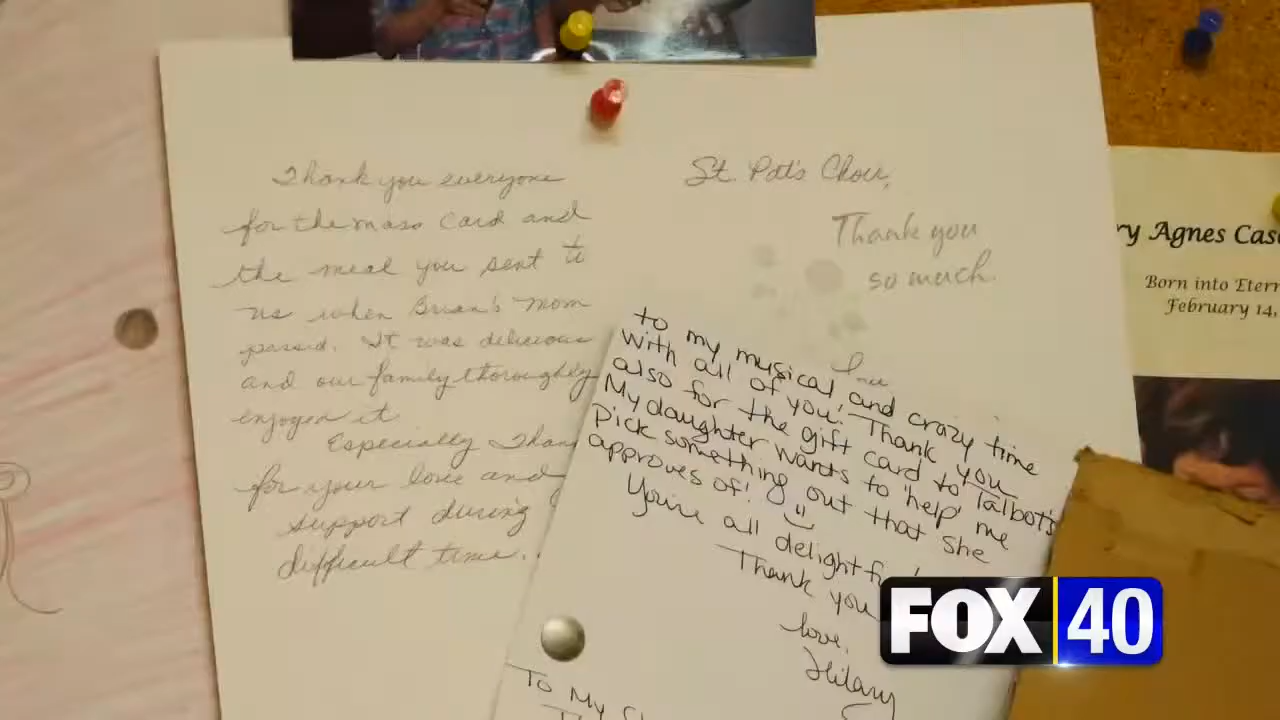 Thank you everyone
for the mass card and
the meal you sent to
us when Brian's mom
passed. It was delicious
and our family thoroughly
enjoyed it
Especially Than
for your love and
support during
difficult time.
St. Pat's Choir,
Thank you
so much.
to my musical, and crazy time
with all of you! Thank you
also for the gift card to Talbot's
My daughter wants to 'help' me
pick something out that she
approves of!
You're all delightf
Thank you
love,
Hilary
To My
ry Agnes Cas
Born into Eter
February 14,
FOX 40